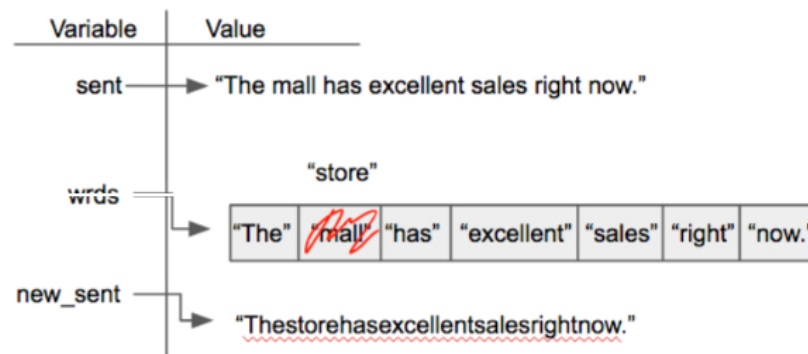 Variable Value
sent “The mall has excellent sales right now.”
“store”
wrds “The” “mall” “has” “excellent” “sales” “right” “now.”
new_sent “Thestorehasexcellentsalesrightnow.”